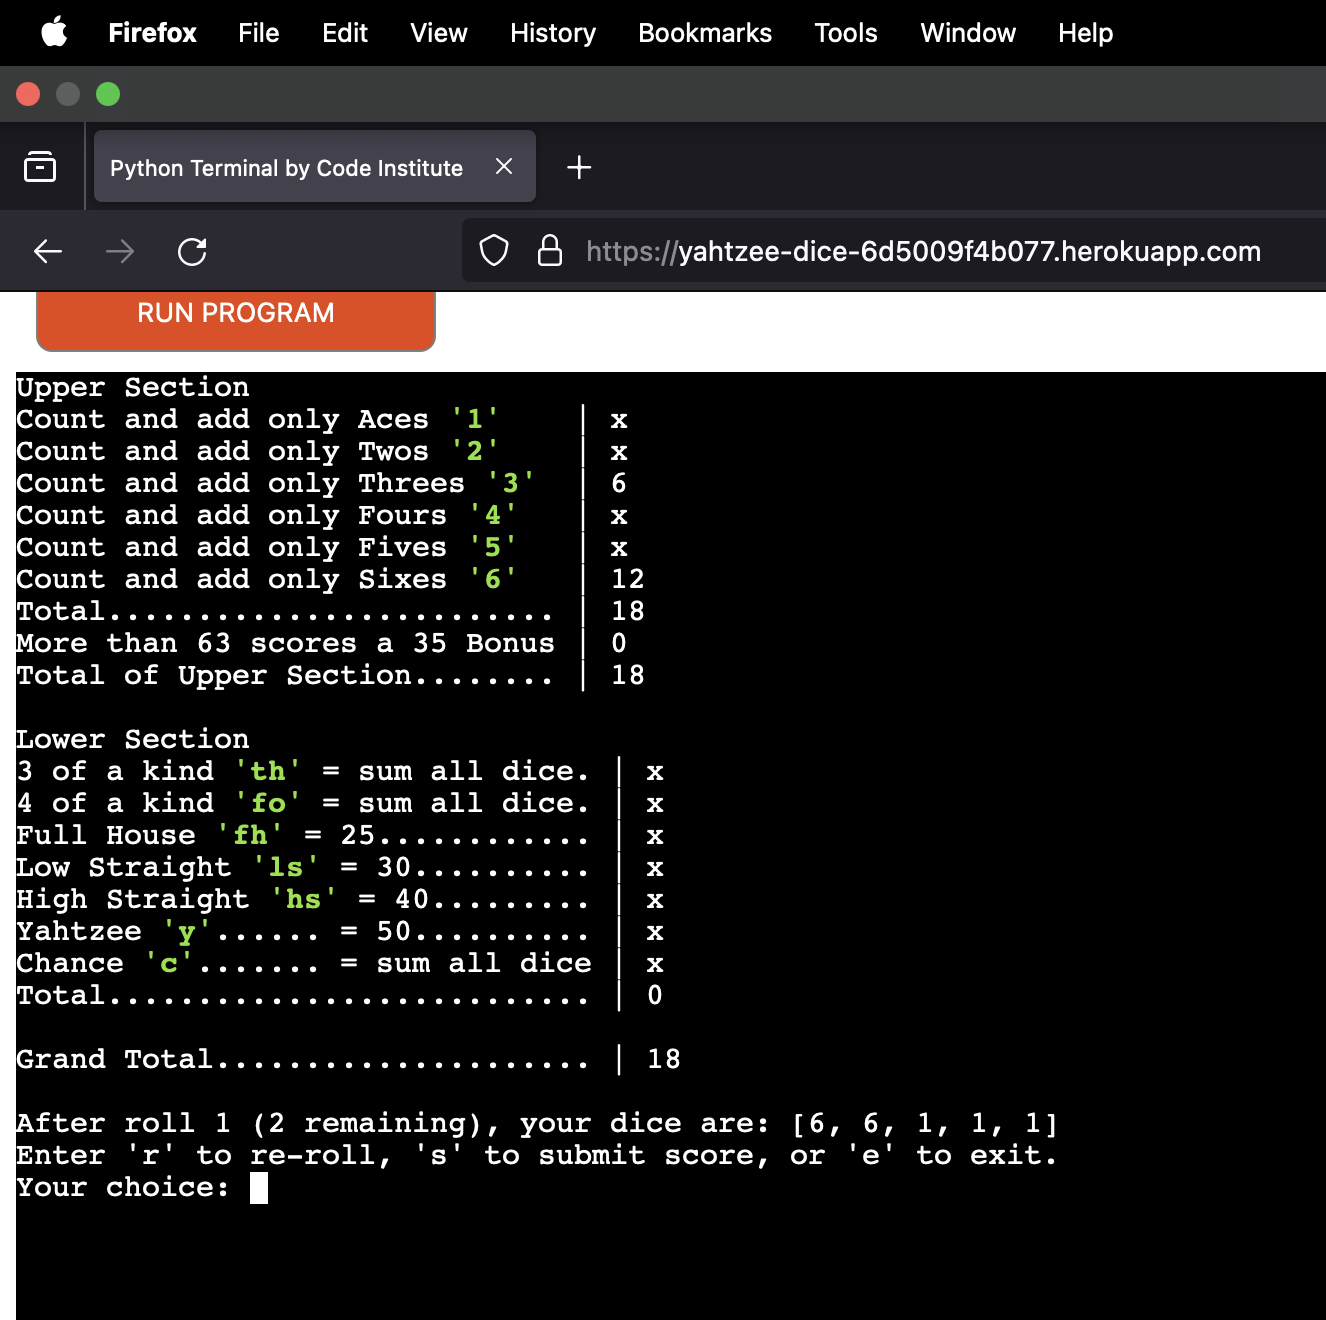 Firefox File Edit View History Bookmarks Tools Window Help
Python Terminal by Code Institute
https://yahtzee-dice-6d5009f4b077.herokuapp.com
RUN PROGRAM
Upper Section
Count and add only Aces '1' | x
Count and add only Twos '2' | x
Count and add only Threes '3' | 6
Count and add only Fours '4' | x
Count and add only Fives '5' | x
Count and add only Sixes '6' | 12
Total......................... | 18
More than 63 scores a 35 Bonus | 0
Total of Upper Section........ | 18
Lower Section
3 of a kind 'th' = sum all dice. | x
4 of a kind 'fo' = sum all dice. | x
Full House 'fh' = 25............ | x
Low Straight 'ls' = 30.......... | x
High Straight 'hs' = 40......... | x
Yahtzee 'y'...... = 50.......... | x
Chance 'c'....... = sum all dice | x
Total........................... | 0
Grand Total..................... | 18
After roll 1 (2 remaining), your dice are: [6, 6, 1, 1, 1]
Enter 'r' to re-roll, 's' to submit score, or 'e' to exit.
Your choice: